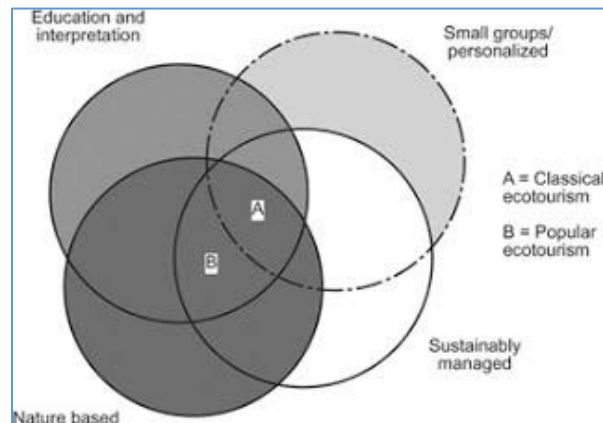 Education and
interpretation
Small groups/
personalized
A = Classical
ecotourism
B = Popular
ecotourism
A
B
Sustainably
managed
Nature based